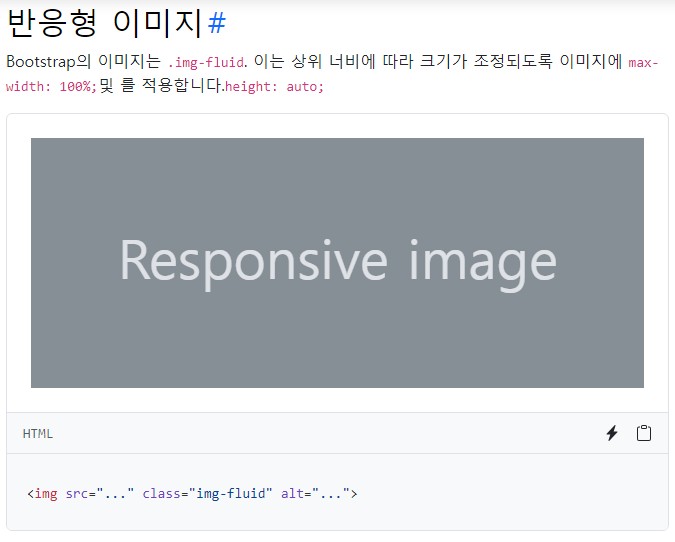 반응형 이미지#
Bootstrap의 이미지는 .img-fluid. 이는 상위 너비에 따라 크기가 조정되도록 이미지에 max-
width: 100%;및 를 적용합니다.height: auto;
Responsive image
HTML
<img src="..." class="img-fluid" alt="...">